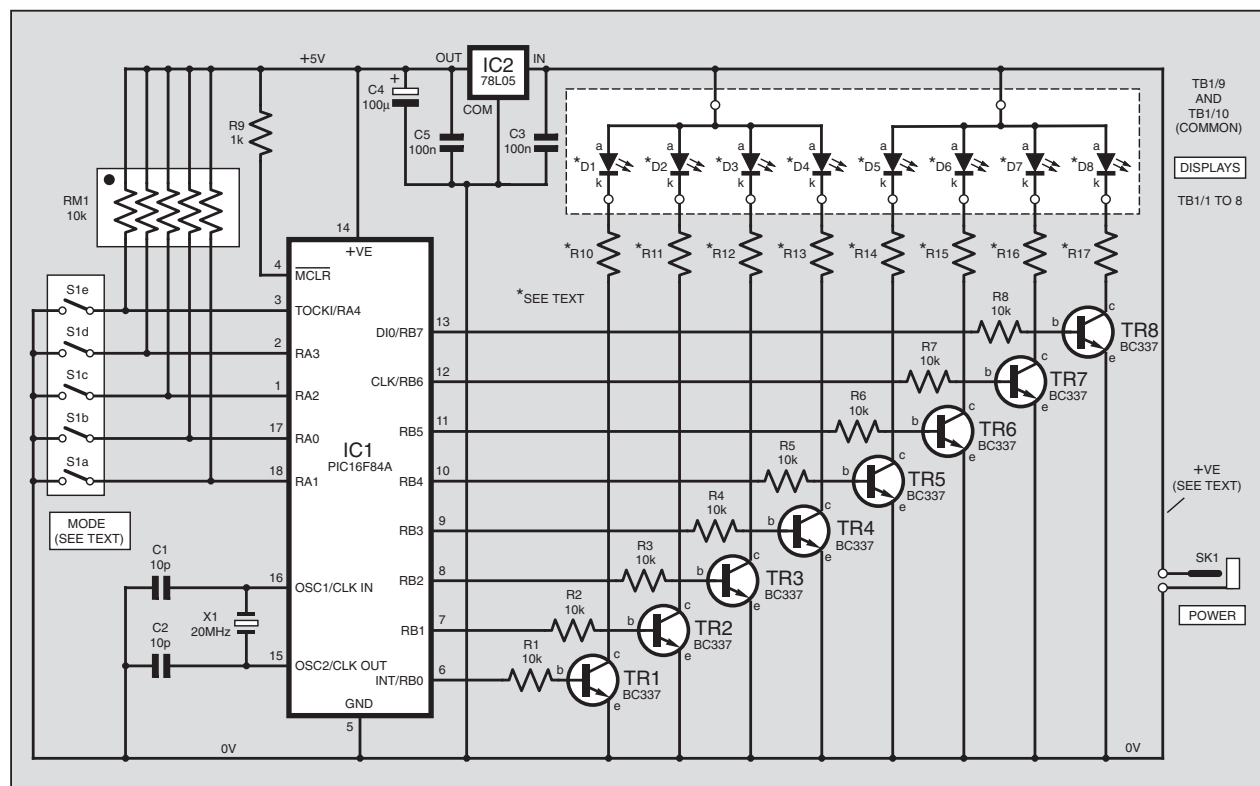 +5V
OUT
IC2
78L05
IN
COM
+
C4
100µ
C5
100n
C3
100n
R9
1k
RM1
10k
TB1/9
AND
TB1/10
(COMMON)
DISPLAYS
TB1/1 TO 8
a
*D1
k
a
*D2
k
a
*D3
k
a
*D4
k
a
*D5
k
a
*D6
k
a
*D7
k
a
*D8
k
*R10
*R11
*R12
*R13
*R14
*R15
*R16
*R17
*SEE TEXT
S1e
S1d
S1c
S1b
S1a
MODE
(SEE TEXT)
C1
10p
C2
10p
X1
20MHz
IC1
PIC16F84A
14
+VE
4
MCLR
3
TOCKI/RA4
2
RA3
1
RA2
17
RA0
18
RA1
16
OSC1/CLK IN
15
OSC2/CLK OUT
GND
5
DI0/RB7
13
CLK/RB6
12
RB5
11
RB4
10
RB3
9
RB2
8
RB1
7
INT/RB0
6
R8
10k
b
c
e
TR8
BC337
R7
10k
b
c
e
TR7
BC337
R6
10k
b
c
e
TR6
BC337
R5
10k
b
c
e
TR5
BC337
R4
10k
b
c
e
TR4
BC337
R3
10k
b
c
e
TR3
BC337
R2
10k
b
c
e
TR2
BC337
R1
10k
b
c
e
TR1
BC337
+VE
(SEE TEXT)
SK1
POWER
0V
0V